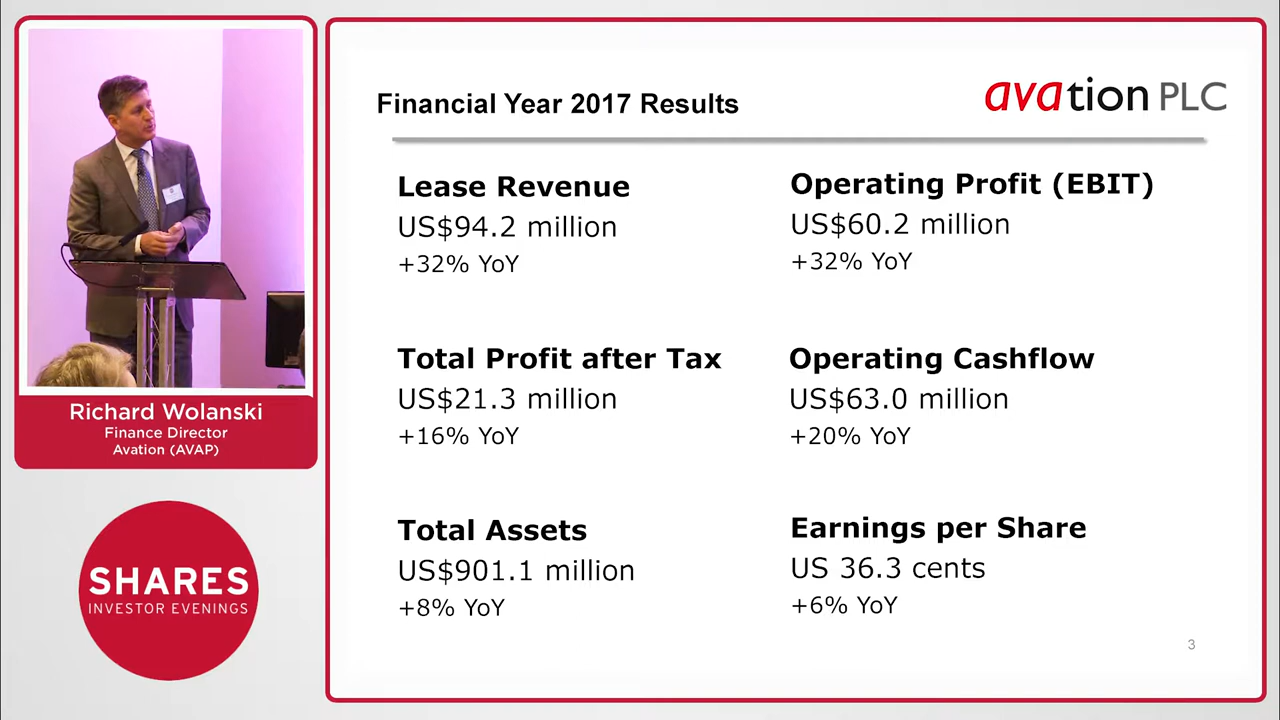 Financial Year 2017 Results
avation PLC
Lease Revenue
US$94.2 million
+32% YoY
Operating Profit (EBIT)
US$60.2 million
+32% YoY
Total Profit after Tax
US$21.3 million
+16% YoY
Operating Cashflow
US$63.0 million
+20% YoY
Total Assets
US$901.1 million
+8% YoY
Earnings per Share
US 36.3 cents
+6% YoY
3
Richard Wolanski
Finance Director
Avation (AVAP)
SHARES
INVESTOR EVENINGS